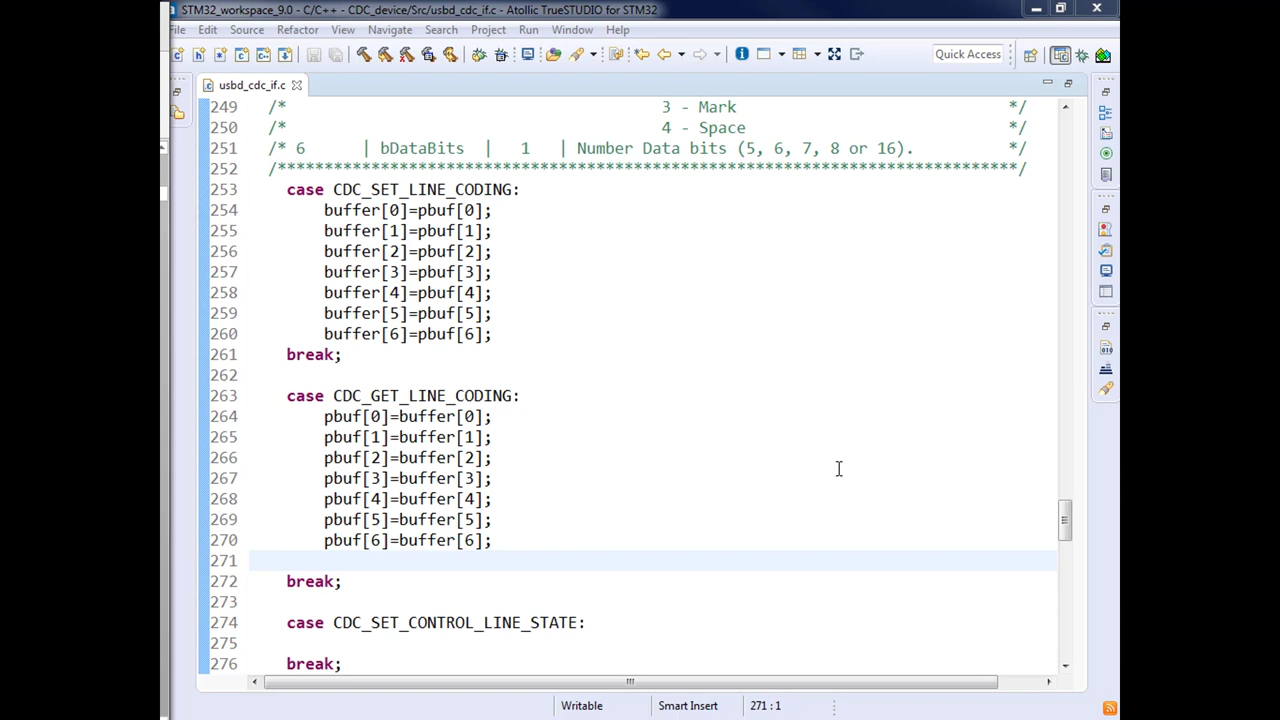 STM32_workspace_9.0 - C/C++ - CDC_device/Src/usbd_cdc_if.c - Atollic TrueSTUDIO for STM32
File Edit Source Refactor View Navigate Search Project Run Window Help
Quick Access
usbd_cdc_if.c
249 /* 3 - Mark */
250 /* 4 - Space */
251 /* 6 | bDataBits | 1 | Number Data bits (5, 6, 7, 8 or 16). */
252 /*******************************************************************************/
253 case CDC_SET_LINE_CODING:
254 buffer[0]=pbuf[0];
255 buffer[1]=pbuf[1];
256 buffer[2]=pbuf[2];
257 buffer[3]=pbuf[3];
258 buffer[4]=pbuf[4];
259 buffer[5]=pbuf[5];
260 buffer[6]=pbuf[6];
261 break;
262
263 case CDC_GET_LINE_CODING:
264 pbuf[0]=buffer[0];
265 pbuf[1]=buffer[1];
266 pbuf[2]=buffer[2];
267 pbuf[3]=buffer[3];
268 pbuf[4]=buffer[4];
269 pbuf[5]=buffer[5];
270 pbuf[6]=buffer[6];
271
272 break;
273
274 case CDC_SET_CONTROL_LINE_STATE:
275
276 break;
Writable Smart Insert 271 : 1